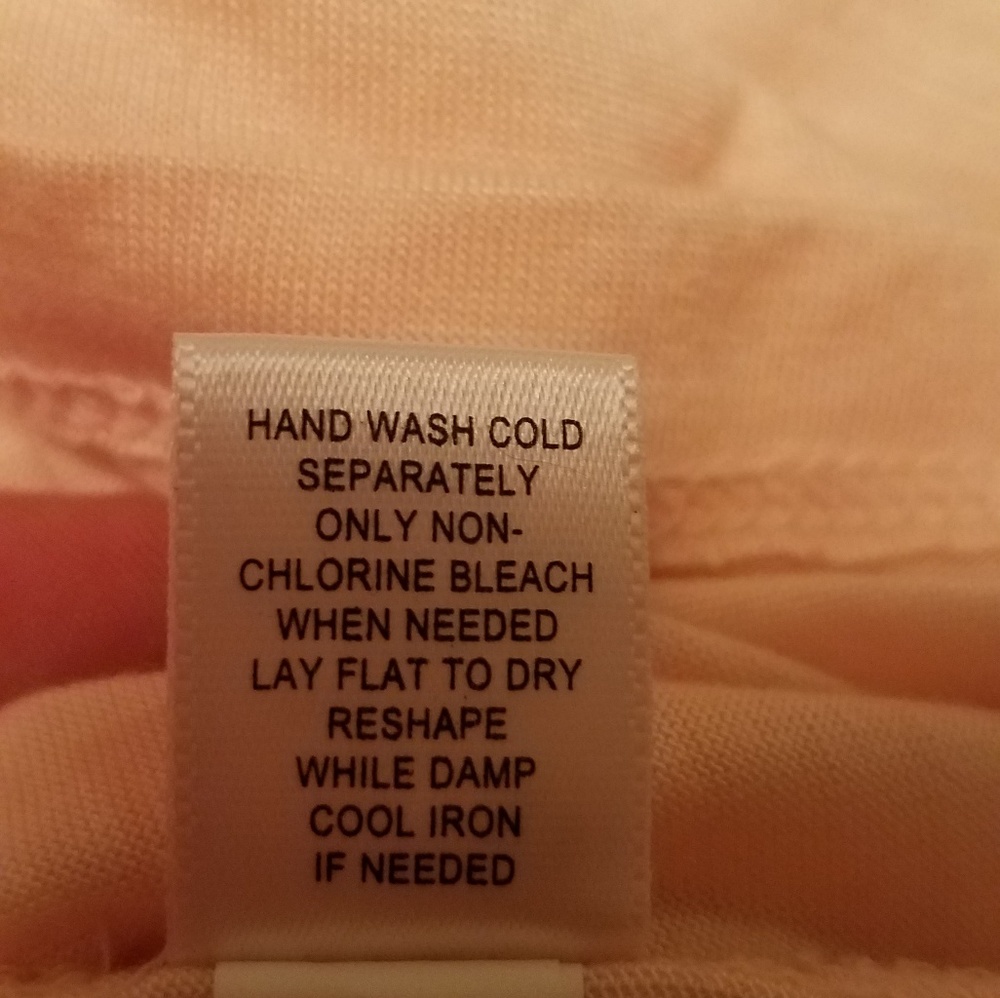 HAND WASH COLD
SEPARATELY
ONLY NON-
CHLORINE BLEACH
WHEN NEEDED
LAY FLAT TO DRY
RESHAPE
WHILE DAMP
COOL IRON
IF NEEDED